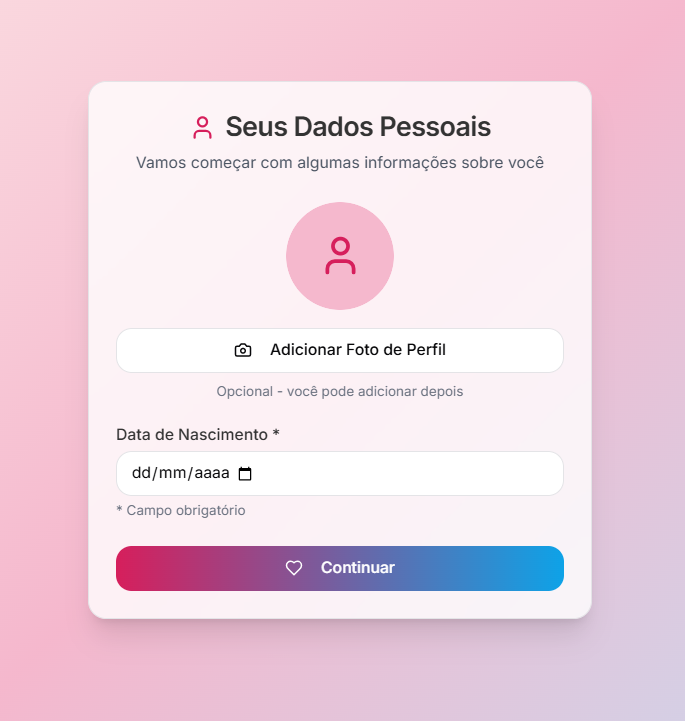 Seus Dados Pessoais
Vamos começar com algumas informações sobre você
Adicionar Foto de Perfil
Opcional - você pode adicionar depois
Data de Nascimento *
dd/mm/aaaa
* Campo obrigatório
Continuar